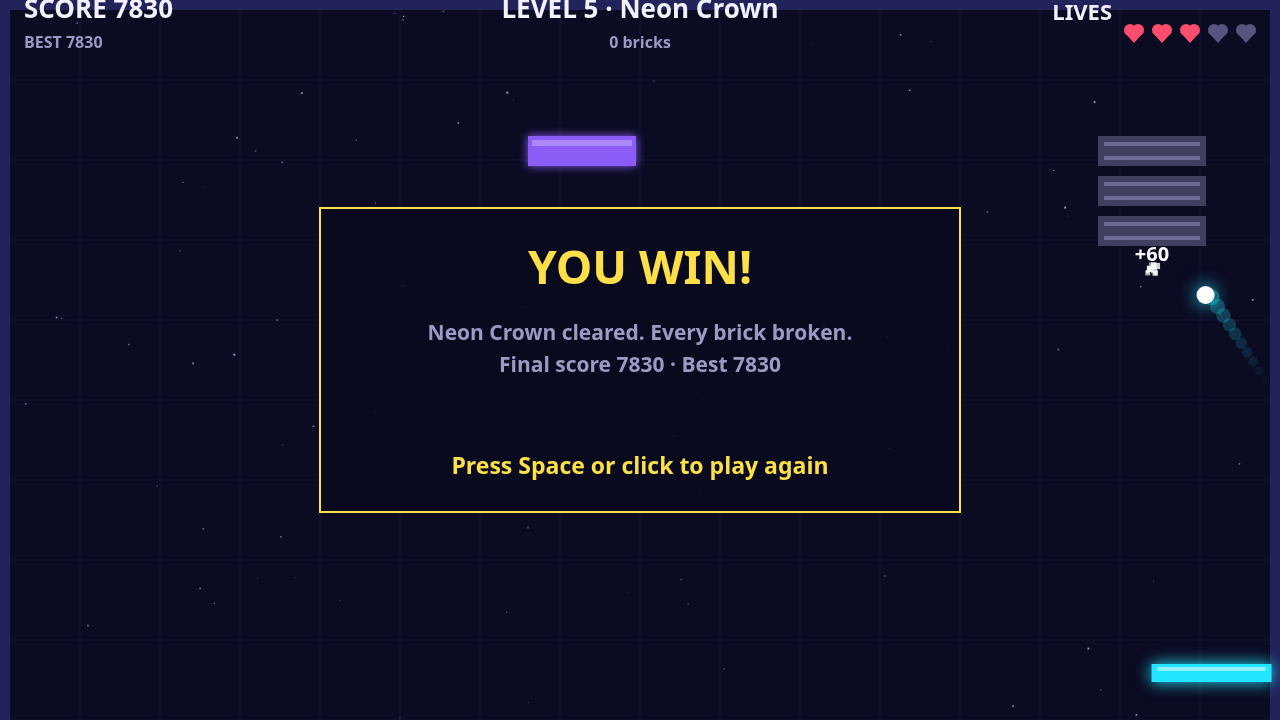 SCORE 7830
LEVEL 5 · Neon Crown
LIVES
BEST 7830
0 bricks
YOU WIN!
+60
Neon Crown cleared. Every brick broken.
Final score 7830 · Best 7830
Press Space or click to play again